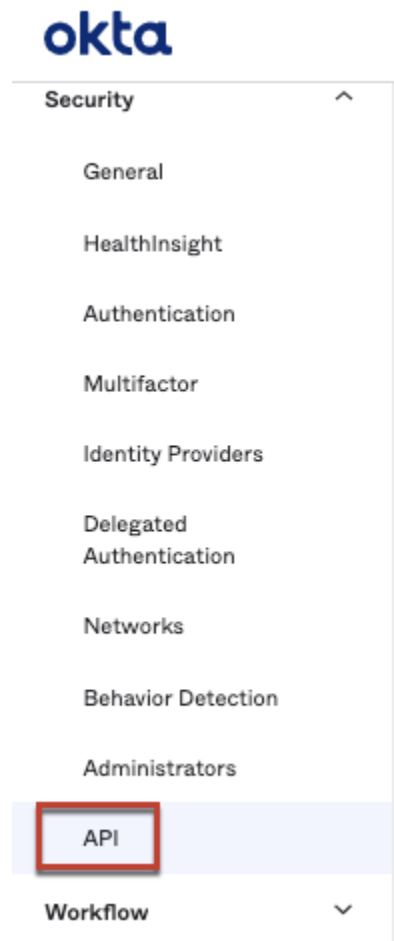 okta
Security
General
HealthInsight
Authentication
Multifactor
Identity Providers
Delegated
Authentication
Networks
Behavior Detection
Administrators
API
Workflow